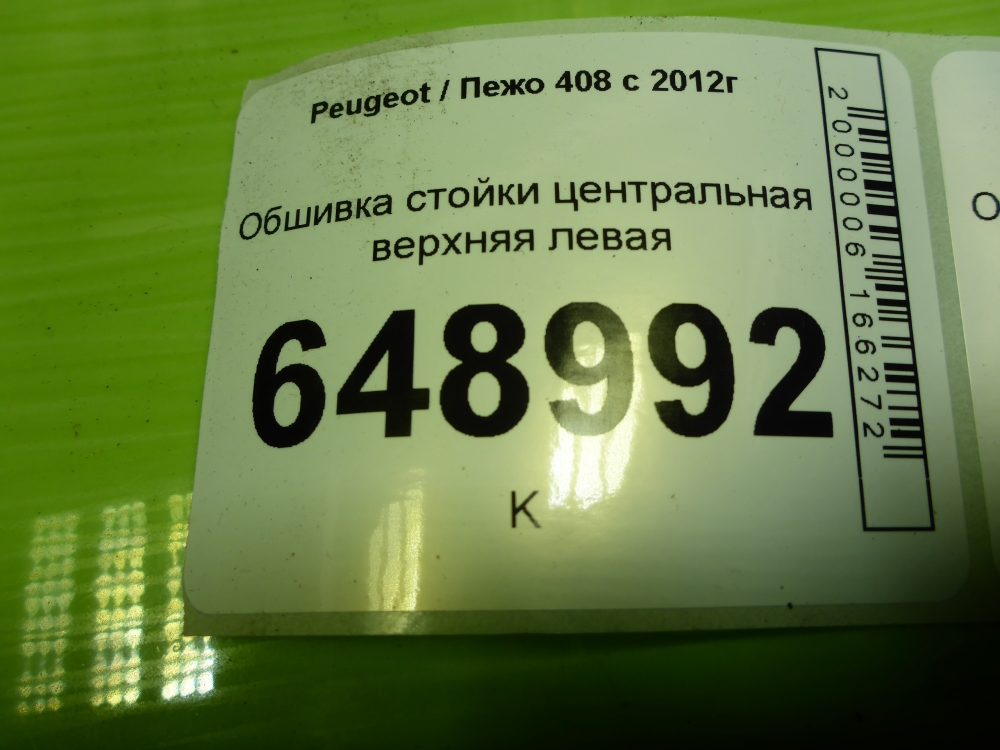 Peugeot / Пежо 408 с 2012г
Обшивка стойки центральная
верхняя левая
648992
К
2000006166272
О